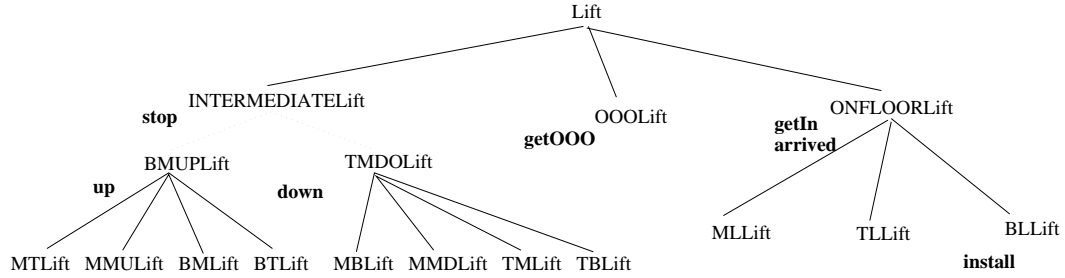 Lift
INTERMEDIATELift
OOOLift
ONFLOORLift
stop
getOOO
getIn
arrived
BMUPLift
TMDOLift
up
down
MLLift
TLLift
BLLift
MTLift MMULift BMLift BTLift MBLift MMDLift TMLift TBLift
install